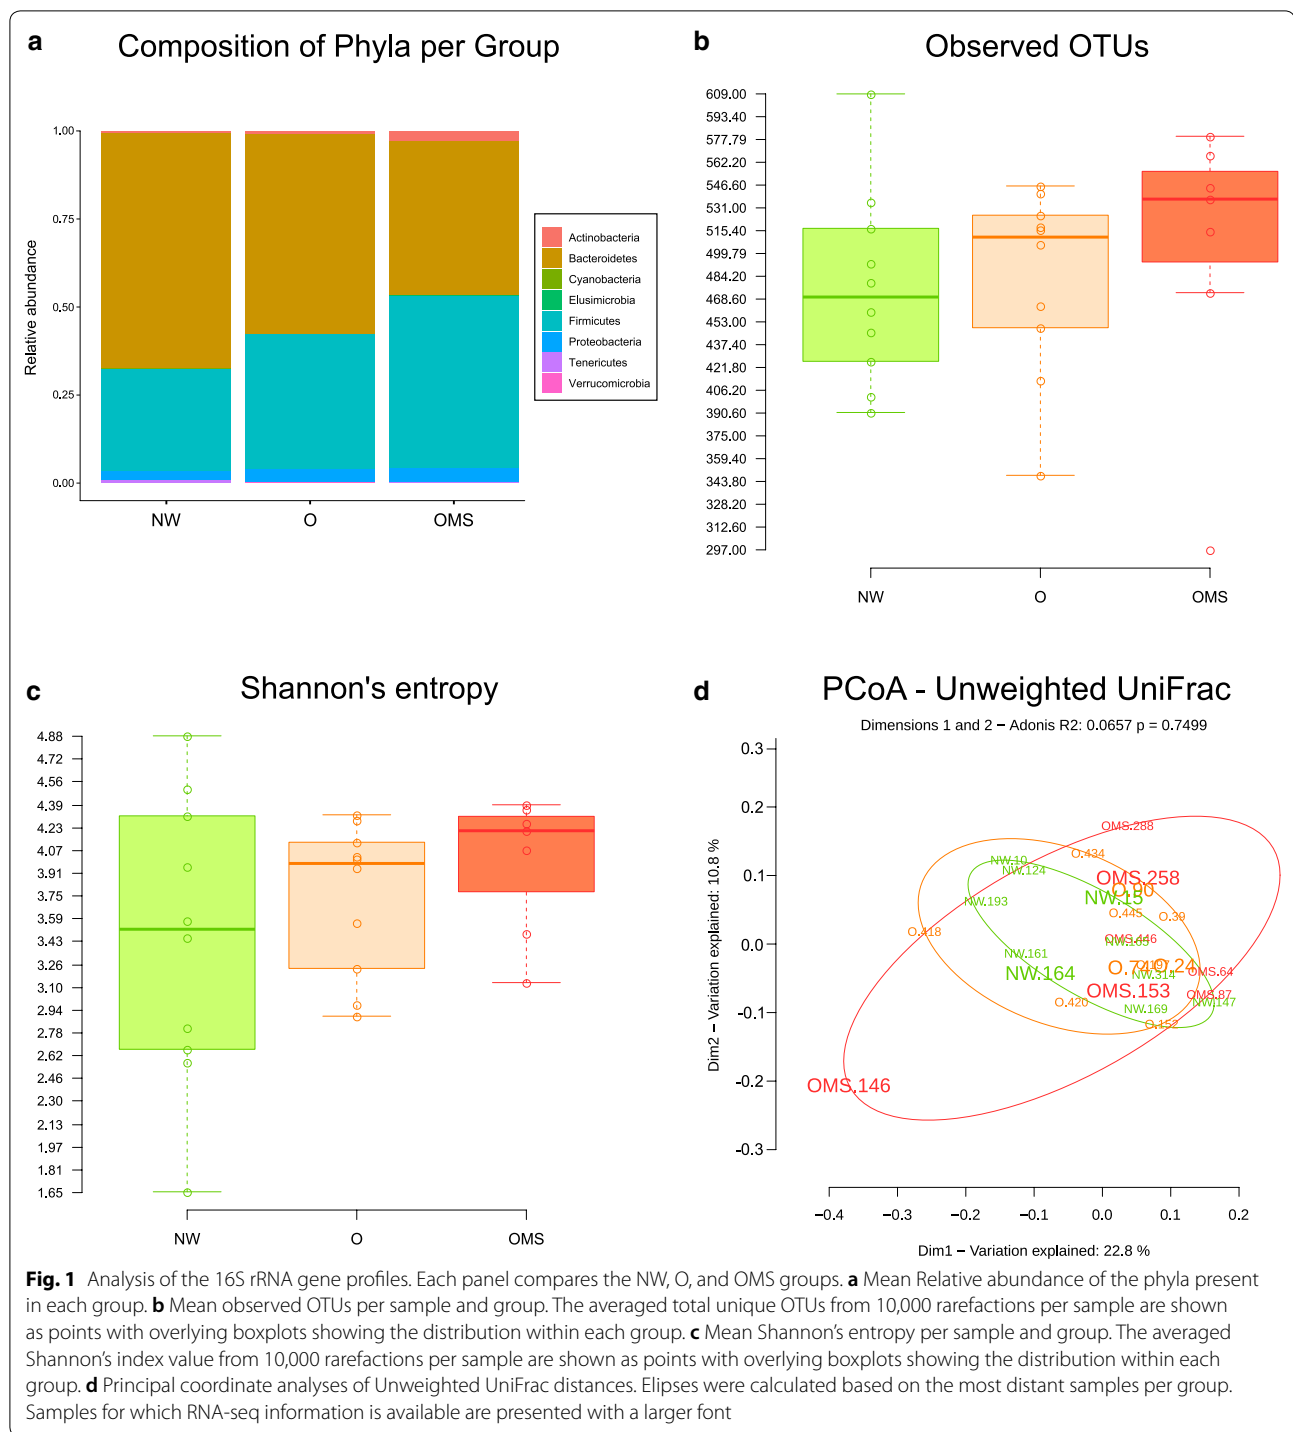 a Composition of Phyla per Group
1.00
0.75
0.50
0.25
0.00
Relative abundance
NW O OMS
Actinobacteria
Bacteroidetes
Cyanobacteria
Elusimicrobia
Firmicutes
Proteobacteria
Tenericutes
Verrucomicrobia
b Observed OTUs
609.00
593.40
577.79
562.20
546.60
531.00
515.40
499.79
484.20
468.60
453.00
437.40
421.80
406.20
390.60
375.00
359.40
343.80
312.60
297.00
NW O OMS
c Shannon's entropy
4.88
4.72
4.56
4.39
4.23
4.07
3.91
3.75
3.59
3.43
3.26
3.10
2.94
2.78
2.62
2.46
2.30
2.13
1.97
1.81
1.65
NW O OMS
d PCoA - Unweighted UniFrac
Dimensions 1 and 2 – Adonis R2: 0.0657 p = 0.7499
0.3
0.2
0.1
0.0
−0.1
−0.2
−0.3
Dim2 – Variation explained: 10.8 %
OMS.288
O.434
NW.10
NW.124
OMS.258
O.90
NW.15
NW.193
O.445
O.39
O.418
OMS.446
NW.161
O.74
O.24
NW.164
NW.314
OMS.64
OMS.153
OMS.87
O.420
NW.169
NW.147
O.152
OMS.146
−0.4 −0.3 −0.2 −0.1 0.0 0.1 0.2
Dim1 – Variation explained: 22.8 %
Fig. 1 Analysis of the 16S rRNA gene profiles. Each panel compares the NW, O, and OMS groups. a Mean Relative abundance of the phyla present
in each group. b Mean observed OTUs per sample and group. The averaged total unique OTUs from 10,000 rarefactions per sample are shown
as points with overlying boxplots showing the distribution within each group. c Mean Shannon's entropy per sample and group. The averaged
Shannon's index value from 10,000 rarefactions per sample are shown as points with overlying boxplots showing the distribution within each
group. d Principal coordinate analyses of Unweighted UniFrac distances. Elipses were calculated based on the most distant samples per group.
Samples for which RNA-seq information is available are presented with a larger font